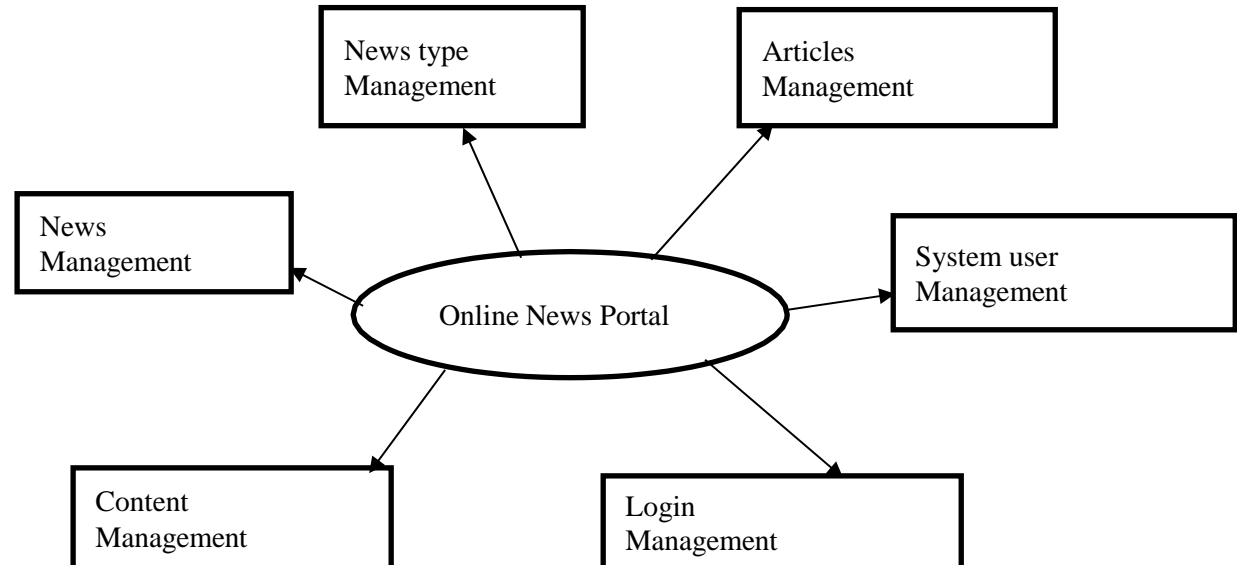 News type
Management
Articles
Management
News
Management
System user
Management
Online News Portal
Content
Management
Login
Management